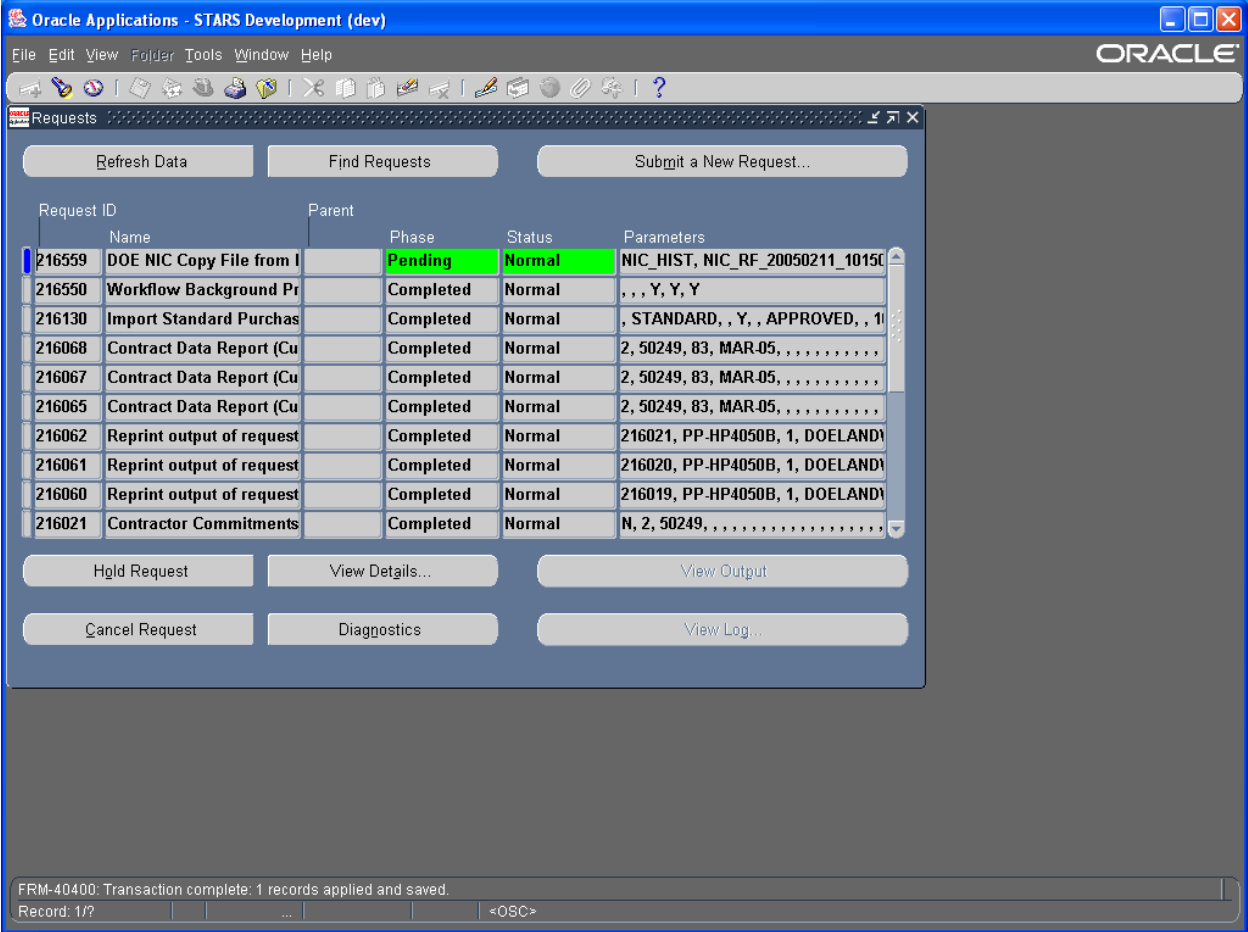 Oracle Applications - STARS Development (dev)
File Edit View Folder Tools Window Help
ORACLE
Requests
Refresh Data Find Requests Submit a New Request...
Request ID Parent
Name Phase Status Parameters
216559 DOE NIC Copy File from I Pending Normal NIC_HIST, NIC_RF_20050211_10150
216550 Workflow Background Pr Completed Normal , , , Y, Y, Y
216130 Import Standard Purchas Completed Normal , STANDARD, , Y, , APPROVED, , 1
216068 Contract Data Report (Cu Completed Normal 2, 50249, 83, MAR-05, , , , , , , , , , ,
216067 Contract Data Report (Cu Completed Normal 2, 50249, 83, MAR-05, , , , , , , , , , ,
216065 Contract Data Report (Cu Completed Normal 2, 50249, 83, MAR-05, , , , , , , , , , ,
216062 Reprint output of request Completed Normal 216021, PP-HP4050B, 1, DOELAND
216061 Reprint output of request Completed Normal 216020, PP-HP4050B, 1, DOELAND
216060 Reprint output of request Completed Normal 216019, PP-HP4050B, 1, DOELAND
216021 Contractor Commitments Completed Normal N, 2, 50249, , , , , , , , , , , , , , , , , , ,
Hold Request View Details... View Output
Cancel Request Diagnostics View Log...
FRM-40400: Transaction complete: 1 records applied and saved.
Record: 1/? ... <OSC>